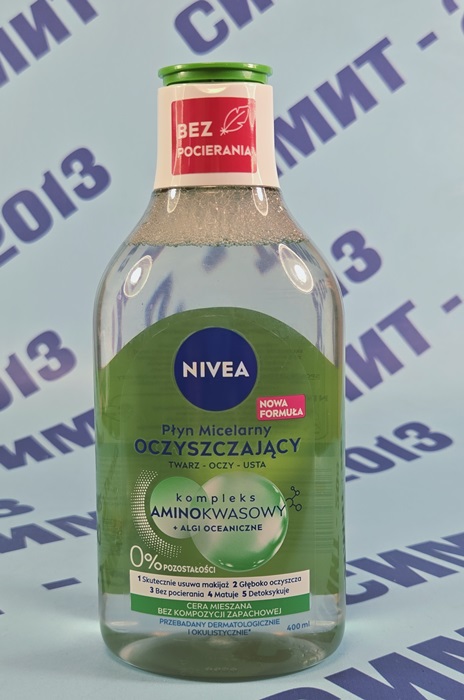 BEZ
POCIERANIA
NIVEA
NOWA
FORMUŁA
Płyn Micelarny
OCZYSZCZAJĄCY
TWARZ - OCZY - USTA
kompleks
AMINOKWASOWY
+ ALGI OCEANICZNE
0% POZOSTAŁOŚCI
1 Skutecznie usuwa makijaż 2 Głęboko oczyszcza
3 Bez pocierania 4 Matuje 5 Detoksykuje
CERA MIESZANA
BEZ KOMPOZYCJI ZAPACHOWEJ
PRZEBADANY DERMATOLOGICZNIE
I OKULISTYCZNIE*
400 ml
СИМИТ - 2013